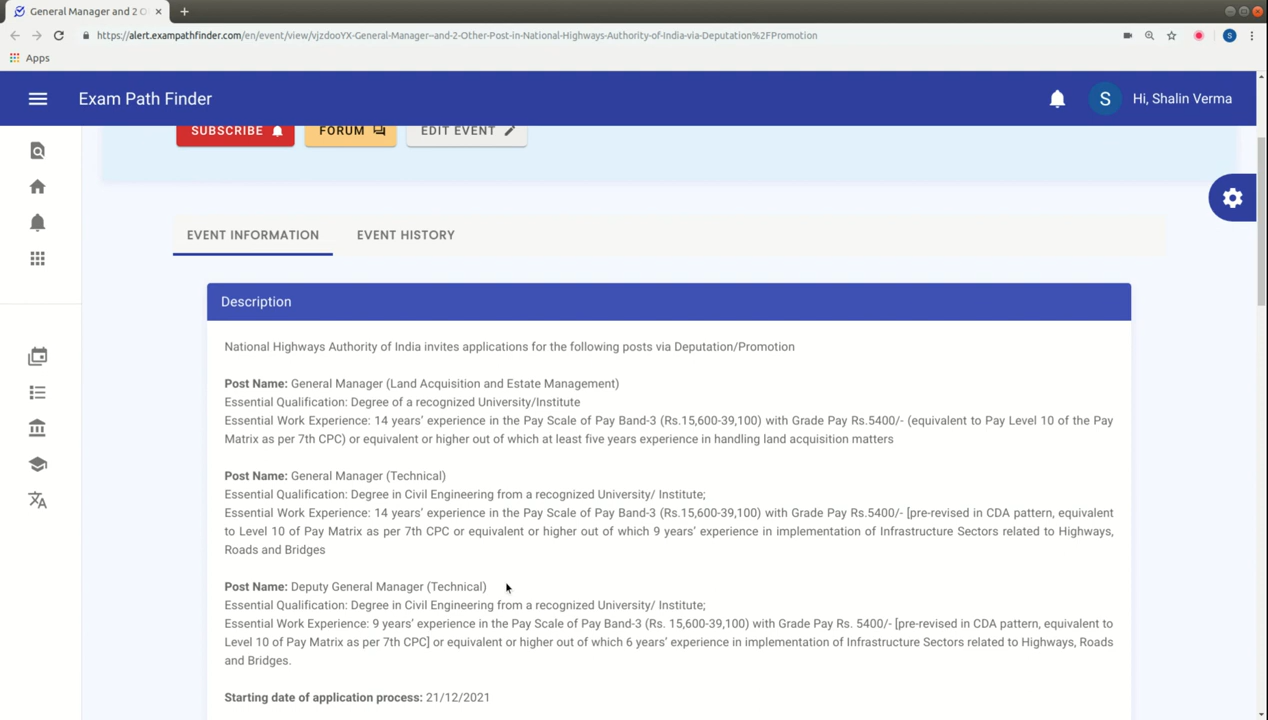 General Manager and 2 O
https://alert.exampathfinder.com/en/event/view/vjzdooYX-General-Manager--and-2-Other-Post-in-National-Highways-Authority-of-India-via-Deputation%2FPromotion
S
Apps
Exam Path Finder
S
Hi, Shalin Verma
SUBSCRIBE
FORUM
EDIT EVENT
EVENT INFORMATION
EVENT HISTORY
Description
National Highways Authority of India invites applications for the following posts via Deputation/Promotion
Post Name: General Manager (Land Acquisition and Estate Management)
Essential Qualification: Degree of a recognized University/Institute
Essential Work Experience: 14 years’ experience in the Pay Scale of Pay Band-3 (Rs.15,600-39,100) with Grade Pay Rs.5400/- (equivalent to Pay Level 10 of the Pay
Matrix as per 7th CPC) or equivalent or higher out of which at least five years experience in handling land acquisition matters
Post Name: General Manager (Technical)
Essential Qualification: Degree in Civil Engineering from a recognized University/ Institute;
Essential Work Experience: 14 years’ experience in the Pay Scale of Pay Band-3 (Rs.15,600-39,100) with Grade Pay Rs.5400/- [pre-revised in CDA pattern, equivalent
to Level 10 of Pay Matrix as per 7th CPC or equivalent or higher out of which 9 years’ experience in implementation of Infrastructure Sectors related to Highways,
Roads and Bridges
Post Name: Deputy General Manager (Technical)
Essential Qualification: Degree in Civil Engineering from a recognized University/ Institute;
Essential Work Experience: 9 years’ experience in the Pay Scale of Pay Band-3 (Rs. 15,600-39,100) with Grade Pay Rs. 5400/- [pre-revised in CDA pattern, equivalent to
Level 10 of Pay Matrix as per 7th CPC] or equivalent or higher out of which 6 years’ experience in implementation of Infrastructure Sectors related to Highways, Roads
and Bridges.
Starting date of application process: 21/12/2021